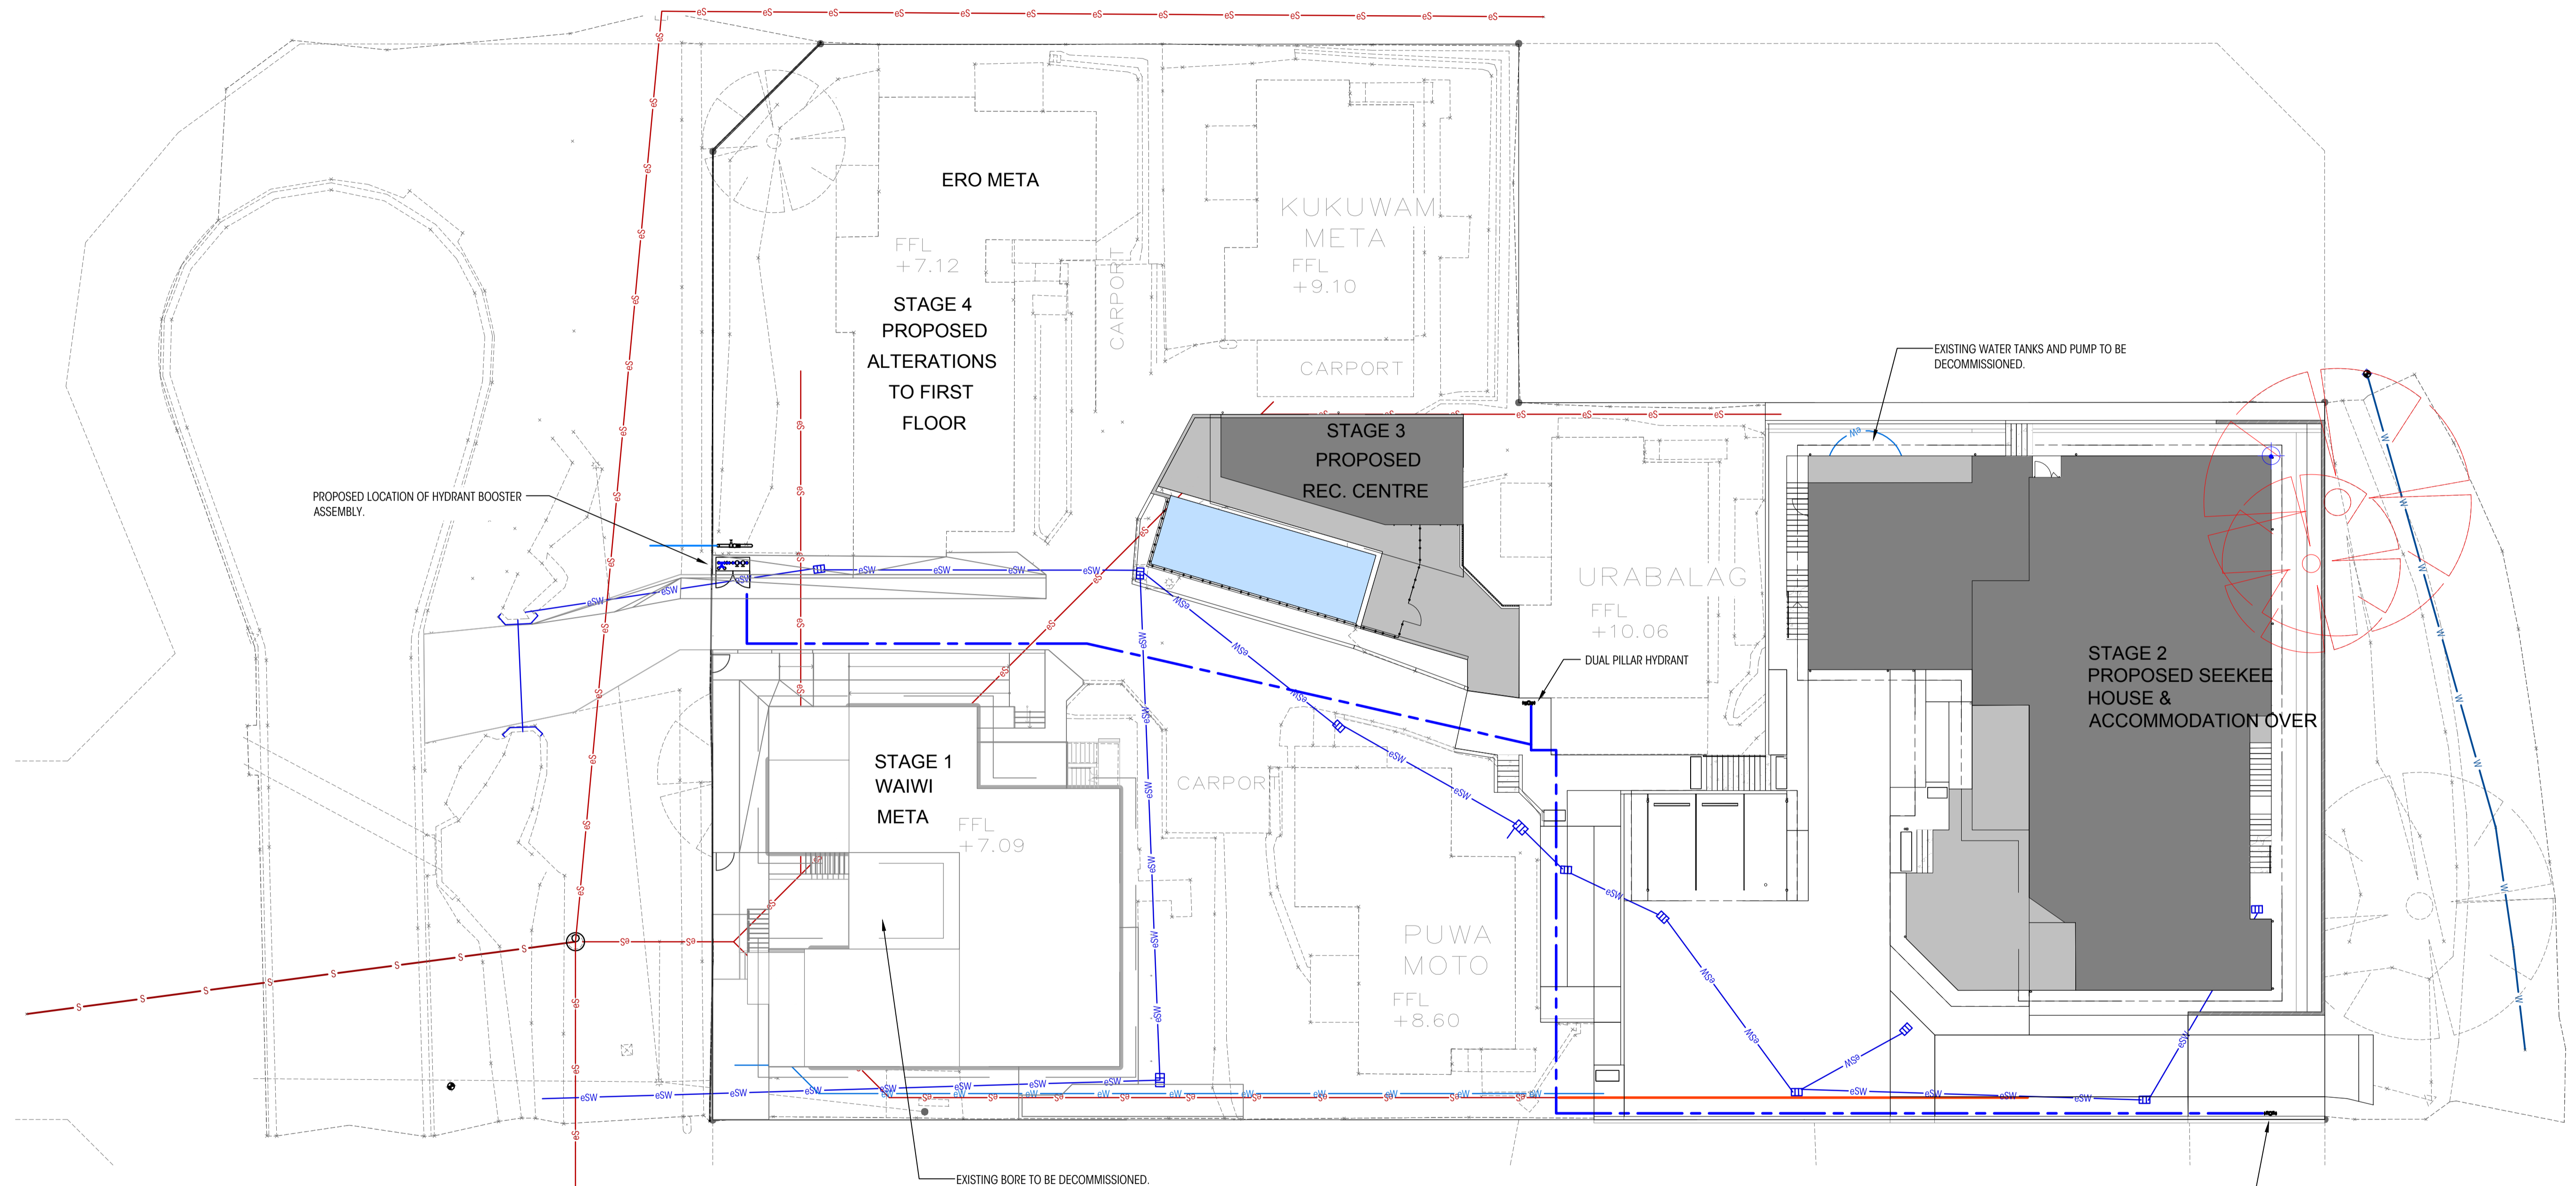 ERO META
FFL
+7.12
STAGE 4
PROPOSED
ALTERATIONS
TO FIRST
FLOOR
CARPORT
KUKUWAM
META
FFL
+9.10
CARPORT
EXISTING WATER TANKS AND PUMP TO BE
DECOMMISSIONED.
STAGE 3
PROPOSED
REC. CENTRE
PROPOSED LOCATION OF HYDRANT BOOSTER
ASSEMBLY.
URABALAG
FFL
+10.06
DUAL PILLAR HYDRANT
STAGE 2
PROPOSED SEEKEE
HOUSE &
ACCOMMODATION OVER
STAGE 1
WAIWI
META
FFL
+7.09
CARPORT
PUWA
MOTO
FFL
+8.60
EXISTING BORE TO BE DECOMMISSIONED.
eS
eSW
eW
S
W